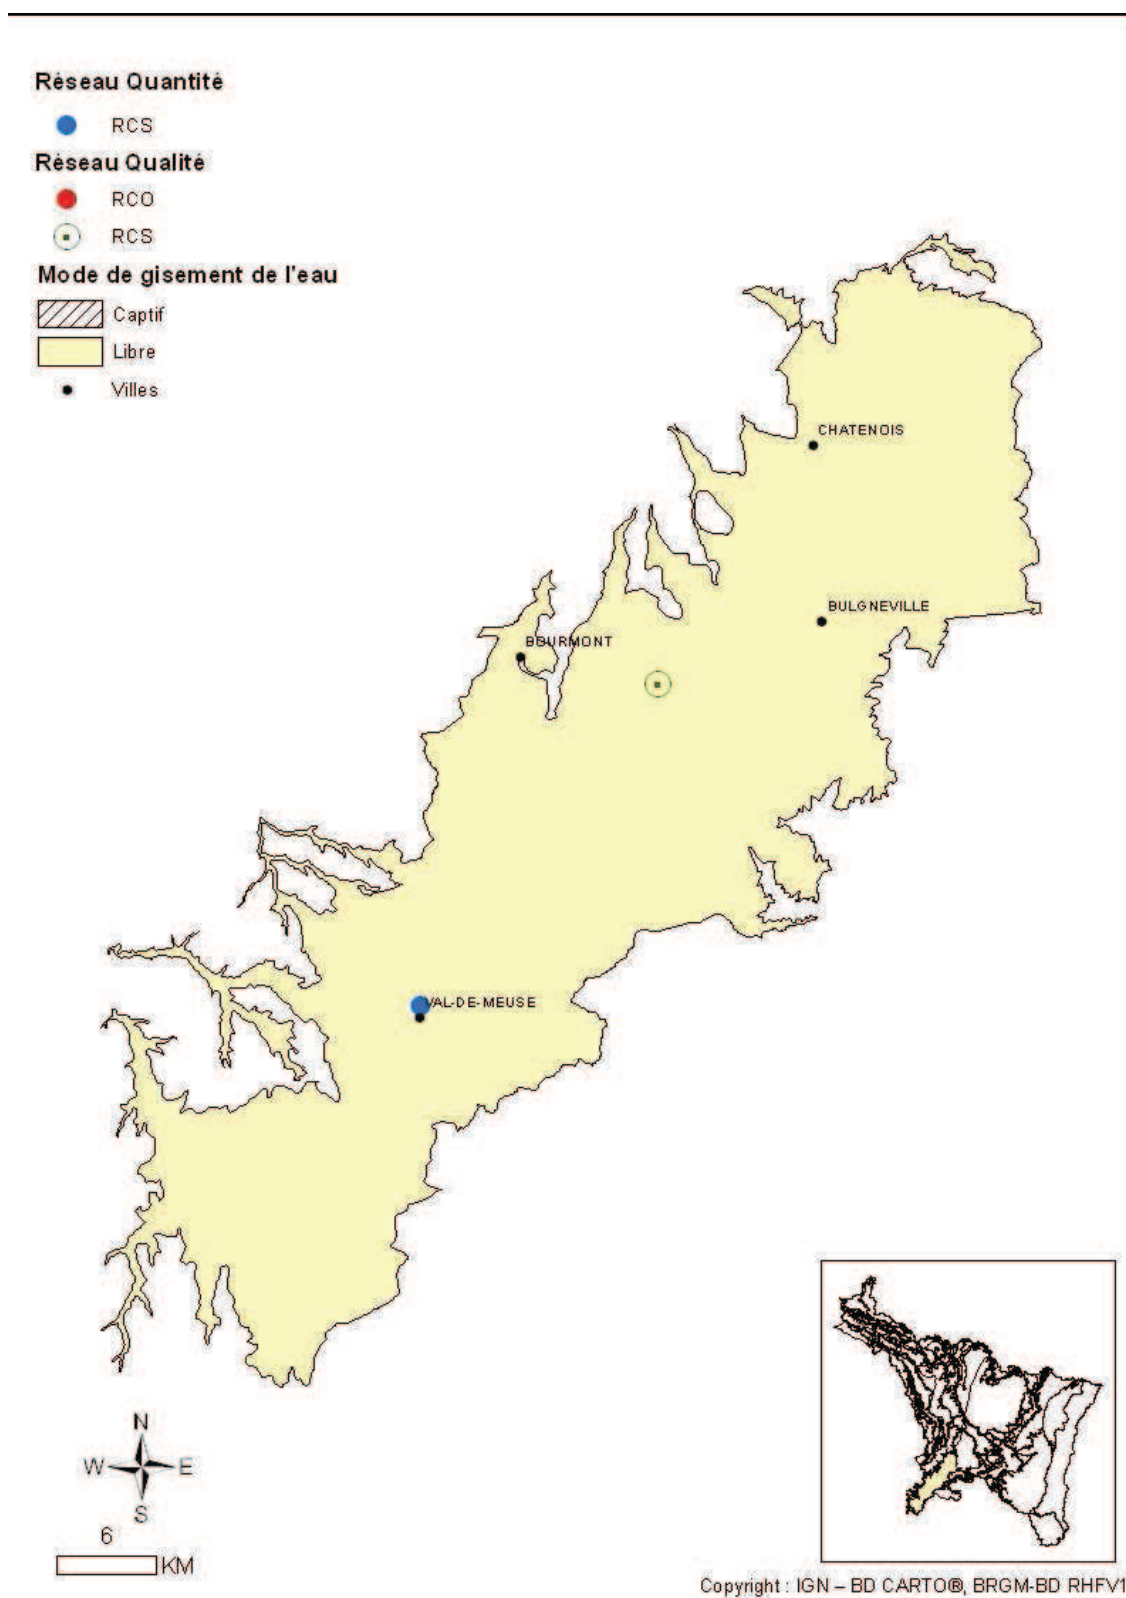 Réseau Quantité
RCS
Réseau Qualité
RCO
RCS
Mode de gisement de l'eau
Captif
Libre
Villes
CHATENOIS
BULGNEVILLE
BOURMONT
VAL-DE-MEUSE
N
W E
S
6
KM
Copyright : IGN – BD CARTO®, BRGM-BD RHFV1